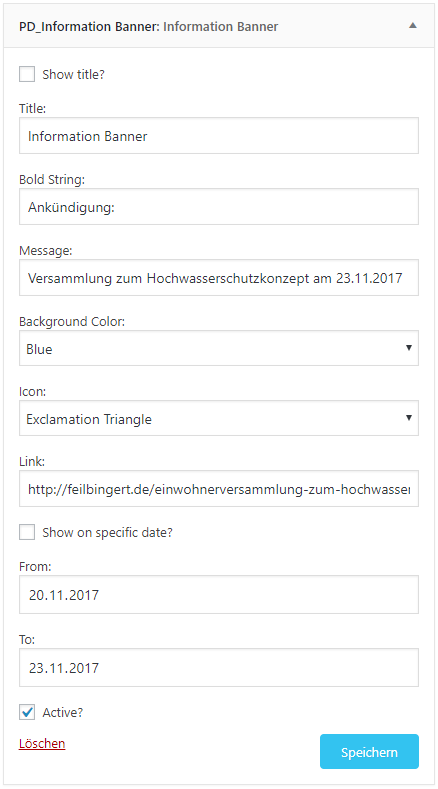 PD_Information Banner: Information Banner
Show title?
Title:
Information Banner
Bold String:
Ankündigung:
Message:
Versammlung zum Hochwasserschutzkonzept am 23.11.2017
Background Color:
Blue
Icon:
Exclamation Triangle
Link:
http://feilbingert.de/einwohnerversammlung-zum-hochwasser
Show on specific date?
From:
20.11.2017
To:
23.11.2017
Active?
Löschen
Speichern